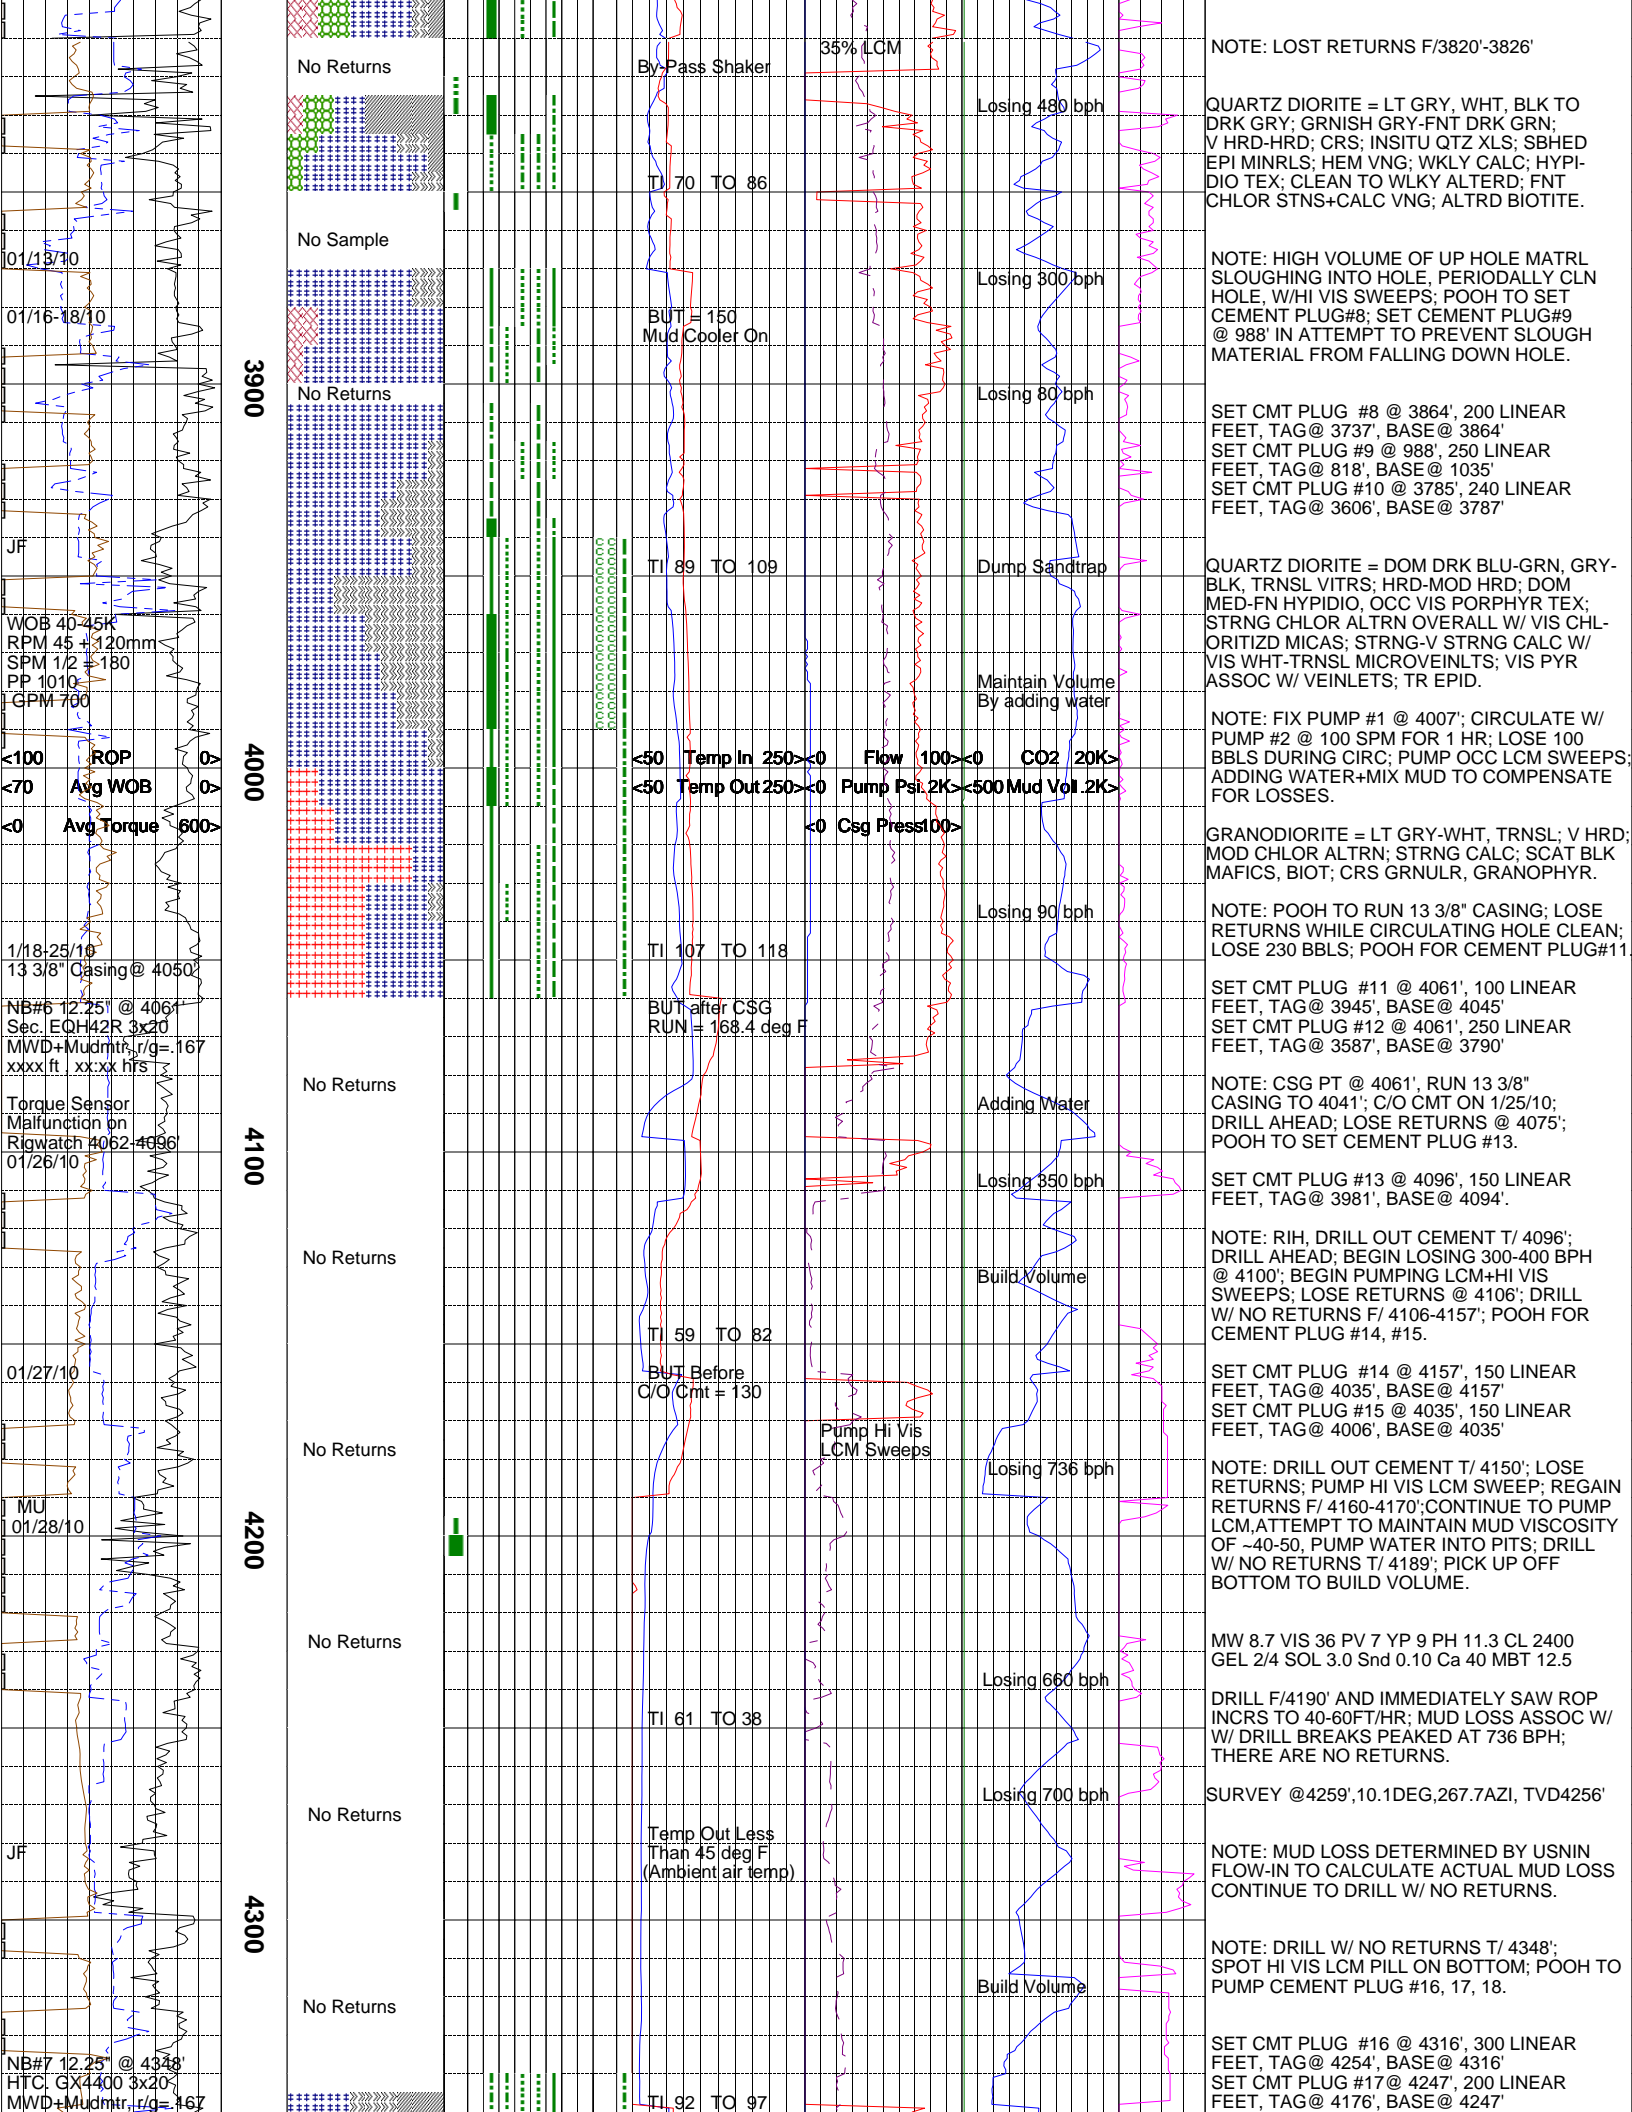 01/13/10
01/16-18/10
JF
WOB 40-45K
RPM 45 + 120mm
SPM 1/2 = 180
PP 1010
GPM 700
<100 ROP 0>
<70 Avg WOB 0>
<0 Avg Torque 600>
1/18-25/10
13 3/8" Casing@ 4050'
NB#6 12.25" @ 4061'
Sec. EQH42R 3x20
MWD+Mudmtr, r/g=.167
xxxx ft . xx:xx hrs
Torque Sensor
Malfunction on
Rigwatch 4062-4096'
01/26/10
01/27/10
MU
01/28/10
JF
NB#7 12.25" @ 4348'
HTC. GX4400 3x20
MWD+Mudmtr, r/g=.167
3900
4000
4100
4200
4300
No Returns
No Sample
No Returns
No Returns
No Returns
No Returns
No Returns
No Returns
No Returns
By-Pass Shaker
TI 70 TO 86
BUT = 150
Mud Cooler On
TI 89 TO 109
<50 Temp In 250>
<50 Temp Out 250>
TI 107 TO 118
BUT after CSG
RUN = 168.4 deg F
TI 59 TO 82
BUT Before
C/O Cmt = 130
TI 61 TO 38
Temp Out Less
Than 45 deg F
(Ambient air temp)
TI 92 TO 97
35% LCM
<0 Flow 100>
<0 Pump Psi .2K>
<0 Csg Press 100>
Pump Hi Vis
LCM Sweeps
Losing 480 bph
Losing 300 bph
Losing 80 bph
Dump Sandtrap
Maintain Volume
By adding water
<0 CO2 20K>
<500 Mud Vol .2K>
Losing 90 bph
Adding Water
Losing 350 bph
Build Volume
Losing 736 bph
Losing 660 bph
Losing 700 bph
Build Volume
NOTE: LOST RETURNS F/3820'-3826'
QUARTZ DIORITE = LT GRY, WHT, BLK TO
DRK GRY; GRNISH GRY-FNT DRK GRN;
V HRD-HRD; CRS; INSITU QTZ XLS; SBHED
EPI MINRLS; HEM VNG; WKLY CALC; HYPI-
DIO TEX; CLEAN TO WLKY ALTERD; FNT
CHLOR STNS+CALC VNG; ALTRD BIOTITE.
NOTE: HIGH VOLUME OF UP HOLE MATRL
SLOUGHING INTO HOLE, PERIODALLY CLN
HOLE, W/HI VIS SWEEPS; POOH TO SET
CEMENT PLUG#8; SET CEMENT PLUG#9
@ 988' IN ATTEMPT TO PREVENT SLOUGH
MATERIAL FROM FALLING DOWN HOLE.
SET CMT PLUG #8 @ 3864', 200 LINEAR
FEET, TAG@ 3737', BASE@ 3864'
SET CMT PLUG #9 @ 988', 250 LINEAR
FEET, TAG@ 818', BASE@ 1035'
SET CMT PLUG #10 @ 3785', 240 LINEAR
FEET, TAG@ 3606', BASE@ 3787'
QUARTZ DIORITE = DOM DRK BLU-GRN, GRY-
BLK, TRNSL VITRS; HRD-MOD HRD; DOM
MED-FN HYPIDIO, OCC VIS PORPHYR TEX;
STRNG CHLOR ALTRN OVERALL W/ VIS CHL-
ORITIZD MICAS; STRNG-V STRNG CALC W/
VIS WHT-TRNSL MICROVEINLTS; VIS PYR
ASSOC W/ VEINLETS; TR EPID.
NOTE: FIX PUMP #1 @ 4007'; CIRCULATE W/
PUMP #2 @ 100 SPM FOR 1 HR; LOSE 100
BBLS DURING CIRC; PUMP OCC LCM SWEEPS;
ADDING WATER+MIX MUD TO COMPENSATE
FOR LOSSES.
GRANODIORITE = LT GRY-WHT, TRNSL; V HRD;
MOD CHLOR ALTRN; STRNG CALC; SCAT BLK
MAFICS, BIOT; CRS GRNULR, GRANOPHYR.
NOTE: POOH TO RUN 13 3/8" CASING; LOSE
RETURNS WHILE CIRCULATING HOLE CLEAN;
LOSE 230 BBLS; POOH FOR CEMENT PLUG#11.
SET CMT PLUG #11 @ 4061', 100 LINEAR
FEET, TAG@ 3945', BASE@ 4045'
SET CMT PLUG #12 @ 4061', 250 LINEAR
FEET, TAG@ 3587', BASE@ 3790'
NOTE: CSG PT @ 4061', RUN 13 3/8"
CASING TO 4041'; C/O CMT ON 1/25/10;
DRILL AHEAD; LOSE RETURNS @ 4075';
POOH TO SET CEMENT PLUG #13.
SET CMT PLUG #13 @ 4096', 150 LINEAR
FEET, TAG@ 3981', BASE@ 4094'.
NOTE: RIH, DRILL OUT CEMENT T/ 4096';
DRILL AHEAD; BEGIN LOSING 300-400 BPH
@ 4100'; BEGIN PUMPING LCM+HI VIS
SWEEPS; LOSE RETURNS @ 4106'; DRILL
W/ NO RETURNS F/ 4106-4157'; POOH FOR
CEMENT PLUG #14, #15.
SET CMT PLUG #14 @ 4157', 150 LINEAR
FEET, TAG@ 4035', BASE@ 4157'
SET CMT PLUG #15 @ 4035', 150 LINEAR
FEET, TAG@ 4006', BASE@ 4035'
NOTE: DRILL OUT CEMENT T/ 4150'; LOSE
RETURNS; PUMP HI VIS LCM SWEEP; REGAIN
RETURNS F/ 4160-4170';CONTINUE TO PUMP
LCM,ATTEMPT TO MAINTAIN MUD VISCOSITY
OF ~40-50, PUMP WATER INTO PITS; DRILL
W/ NO RETURNS T/ 4189'; PICK UP OFF
BOTTOM TO BUILD VOLUME.
MW 8.7 VIS 36 PV 7 YP 9 PH 11.3 CL 2400
GEL 2/4 SOL 3.0 Snd 0.10 Ca 40 MBT 12.5
DRILL F/4190' AND IMMEDIATELY SAW ROP
INCRS TO 40-60FT/HR; MUD LOSS ASSOC W/
W/ DRILL BREAKS PEAKED AT 736 BPH;
THERE ARE NO RETURNS.
SURVEY @4259',10.1DEG,267.7AZI, TVD4256'
NOTE: MUD LOSS DETERMINED BY USNIN
FLOW-IN TO CALCULATE ACTUAL MUD LOSS
CONTINUE TO DRILL W/ NO RETURNS.
NOTE: DRILL W/ NO RETURNS T/ 4348';
SPOT HI VIS LCM PILL ON BOTTOM; POOH TO
PUMP CEMENT PLUG #16, 17, 18.
SET CMT PLUG #16 @ 4316', 300 LINEAR
FEET, TAG@ 4254', BASE@ 4316'
SET CMT PLUG #17@ 4247', 200 LINEAR
FEET, TAG@ 4176', BASE@ 4247'